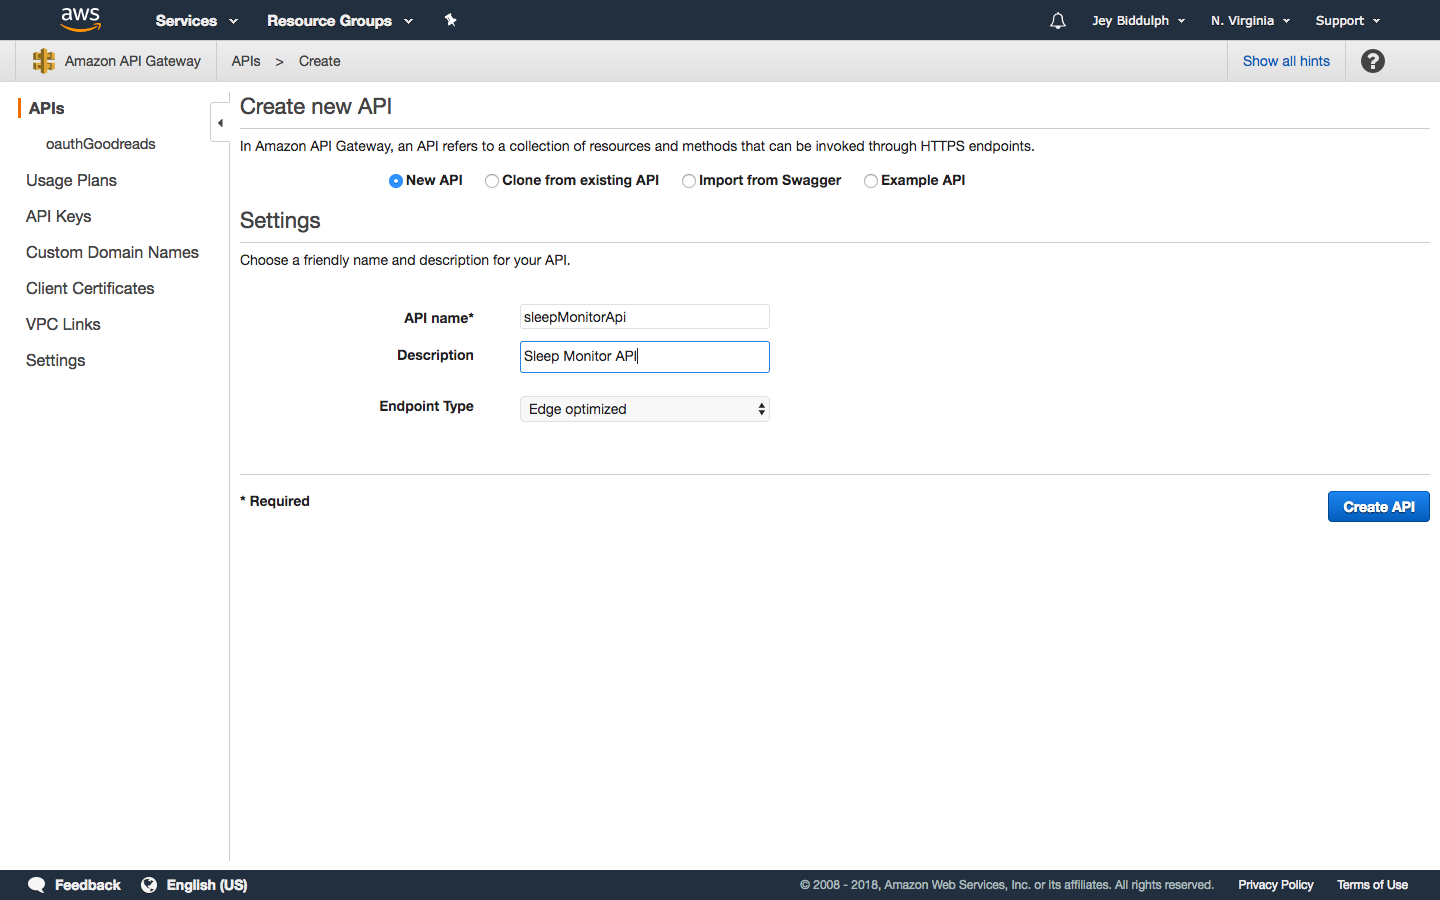 aws Services Resource Groups Jey Biddulph N. Virginia Support
Amazon API Gateway APIs > Create Show all hints ?
APIs
oauthGoodreads
Usage Plans
API Keys
Custom Domain Names
Client Certificates
VPC Links
Settings
Create new API
In Amazon API Gateway, an API refers to a collection of resources and methods that can be invoked through HTTPS endpoints.
New API Clone from existing API Import from Swagger Example API
Settings
Choose a friendly name and description for your API.
API name* sleepMonitorApi
Description Sleep Monitor API
Endpoint Type Edge optimized
* Required Create API
Feedback English (US) © 2008 - 2018, Amazon Web Services, Inc. or its affiliates. All rights reserved. Privacy Policy Terms of Use